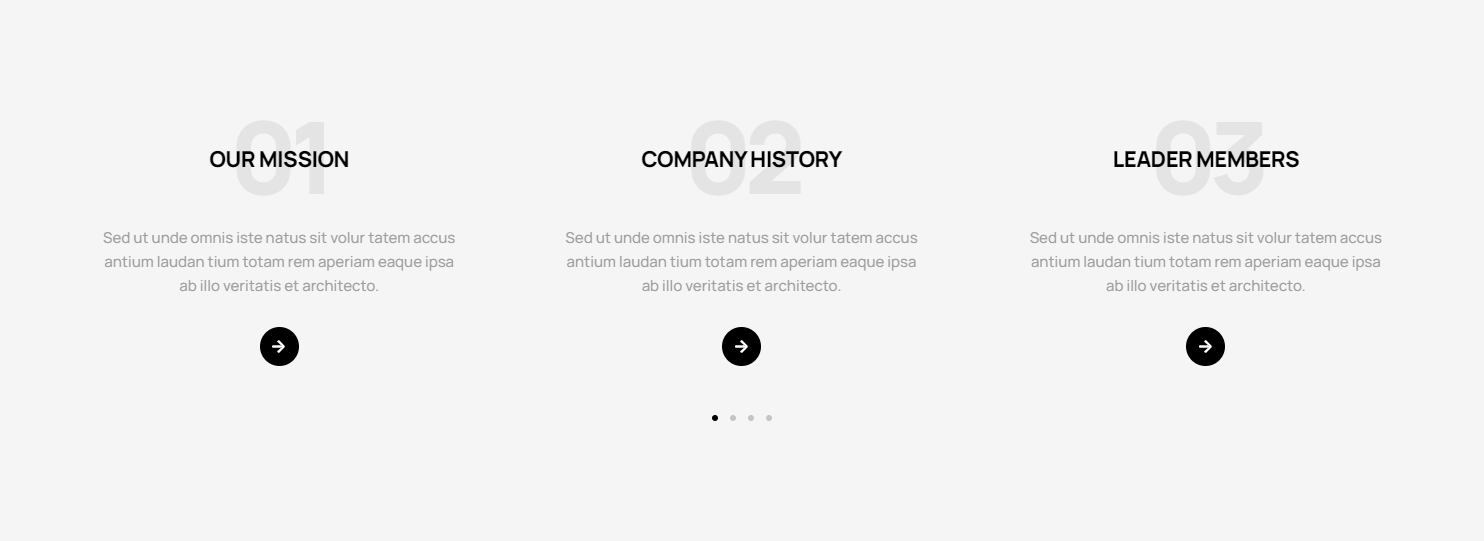 01
OUR MISSION
Sed ut unde omnis iste natus sit volur tatem accus
antium laudan tium totam rem aperiam eaque ipsa
ab illo veritatis et architecto.
02
COMPANY HISTORY
Sed ut unde omnis iste natus sit volur tatem accus
antium laudan tium totam rem aperiam eaque ipsa
ab illo veritatis et architecto.
03
LEADER MEMBERS
Sed ut unde omnis iste natus sit volur tatem accus
antium laudan tium totam rem aperiam eaque ipsa
ab illo veritatis et architecto.